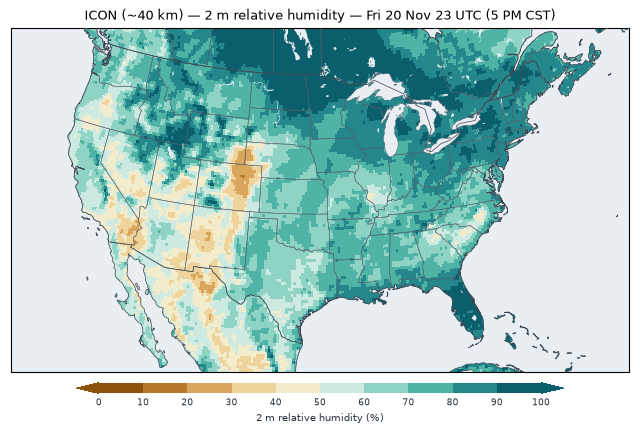 ICON (~40 km) — 2 m relative humidity — Fri 20 Nov 23 UTC (5 PM CST)
0 10 20 30 40 50 60 70 80 90 100
2 m relative humidity (%)